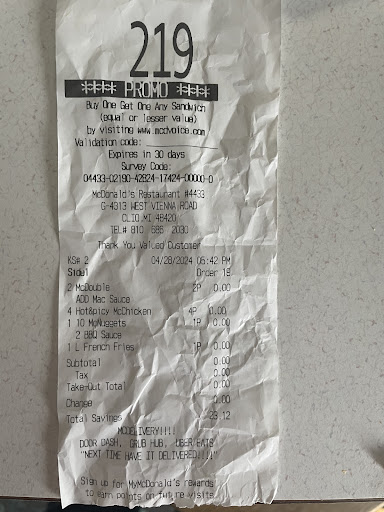 219
**** PROMO ****
Buy One Get One Any Sandwich
(equal or lesser value)
by visiting www.mcdvoice.com
Validation code:
Expires in 30 days
Survey Code:
04433-02190-42824-17424-00000-0
McDonald's Restaurant #4433
G-4313 WEST VIENNA ROAD
CLIO,MI 48420
TEL# 810 686 2030
Thank You Valued Customer
KS# 2 04/28/2024 05:42 PM
Side1 Order 19
2 McDouble 2P 0.00
ADD Mac Sauce
4 Hot&Spicy McChicken 4P 0.00
1 10 McNuggets 1P 0.00
2 BBQ Sauce
1 L French Fries 1P 0.00
Subtotal 0.00
Tax 0.00
Take-Out Total 0.00
Change 0.00
Total Savings 29.12
MCDELIVERY!!!!
DOOR DASH, GRUB HUB, UBER EATS
"NEXT TIME HAVE IT DELIVERED!!!!"
Sign up for MyMcDonald's rewards
to earn points on future visits